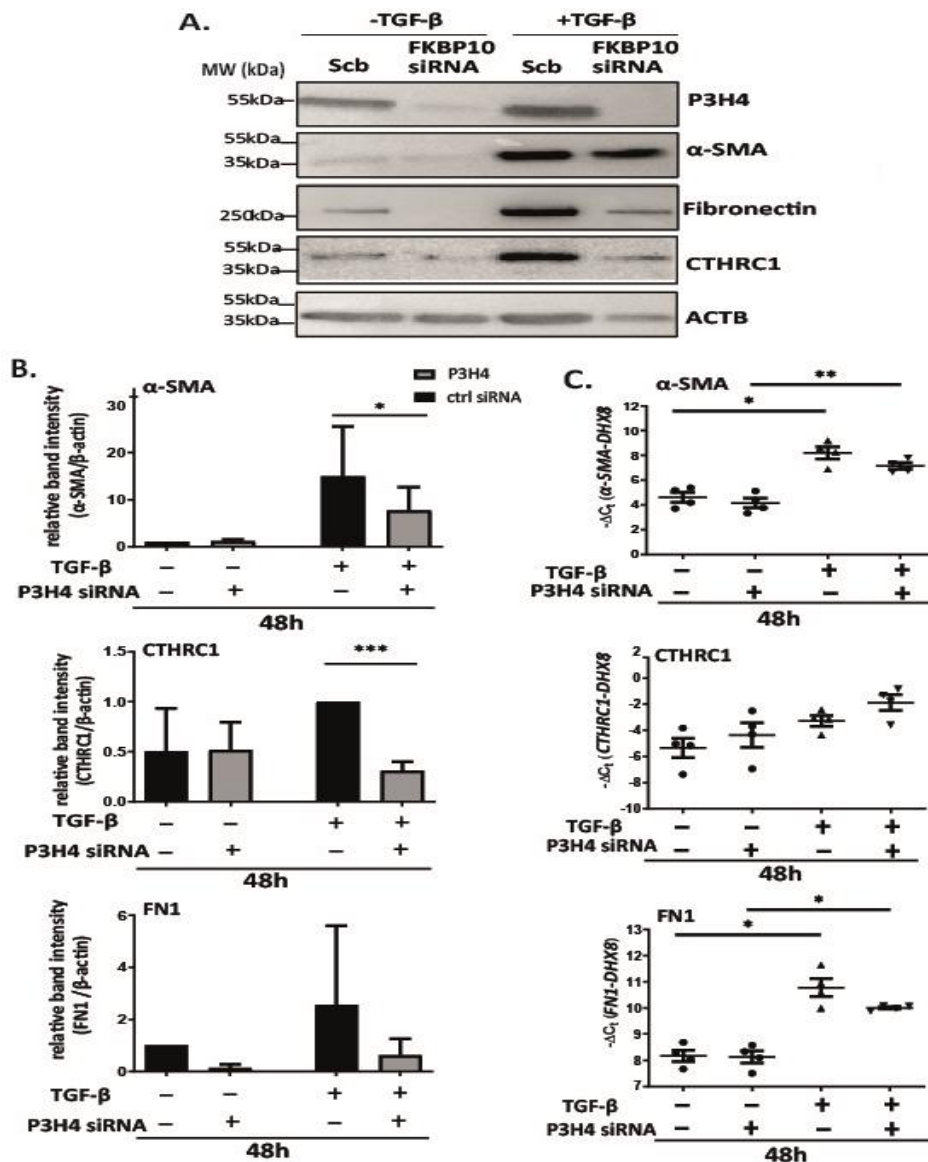 A.
-TGF-β +TGF-β
MW (kDa) Scb FKBP10 siRNA Scb FKBP10 siRNA
55kDa P3H4
55kDa
35kDa α-SMA
250kDa Fibronectin
55kDa
35kDa CTHRC1
55kDa
35kDa ACTB
B.
α-SMA
P3H4
ctrl siRNA
relative band intensity
(α-SMA/β-actin)
30
20
10
0
*
TGF-β − − + +
P3H4 siRNA − + − +
48h
CTHRC1
relative band intensity
(CTHRC1/β-actin)
1.5
1.0
0.5
0.0
***
TGF-β − − + +
P3H4 siRNA − + − +
48h
FN1
relative band intensity
(FN1/β-actin)
6
4
2
0
TGF-β − − + +
P3H4 siRNA − + − +
48h
C.
α-SMA
**
*
-ΔCt (α-SMA-DHX8)
12
10
8
6
4
2
0
TGF-β − − + +
P3H4 siRNA − + − +
48h
CTHRC1
-ΔCt (CTHRC1-DHX8)
0
-2
-4
-6
-8
-10
TGF-β − − + +
P3H4 siRNA − + − +
48h
FN1
*
*
-ΔCt (FN1-DHX8)
13
12
11
10
9
8
7
TGF-β − − + +
P3H4 siRNA − + − +
48h